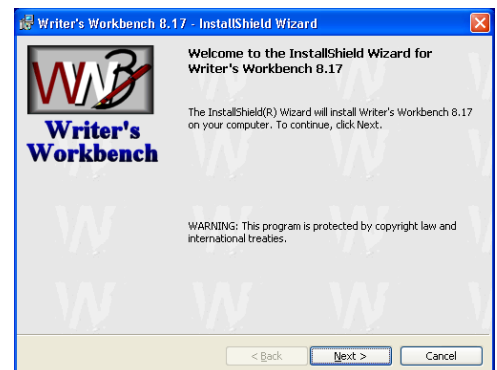 Writer's Workbench 8.17 - InstallShield Wizard
WWB
Writer's
Workbench
Welcome to the InstallShield Wizard for
Writer's Workbench 8.17
The InstallShield(R) Wizard will install Writer's Workbench 8.17
on your computer. To continue, click Next.
WARNING: This program is protected by copyright law and
international treaties.
< Back
Next >
Cancel